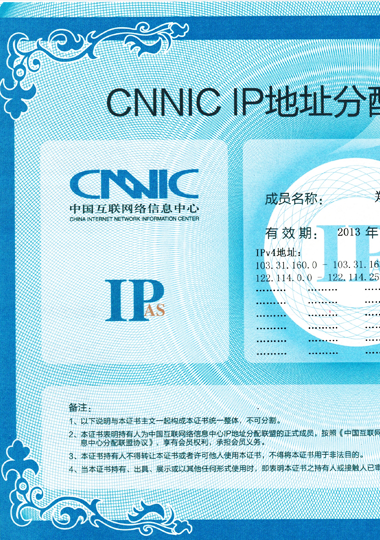 CNNIC IP地址分配
CNNIC
中国互联网络信息中心
CHINA INTERNET NETWORK INFORMATION CENTER
IP
AS
成员名称：
有 效 期： 2013 年
IPv4地址：
103.31.160.0 - 103.31.16
122.114.0.0 - 122.114.25
备注：
1、以下说明与本证书主文一起构成本证书统一整体，不可分割。
2、本证书表明持有人为中国互联网络信息中心IP地址分配联盟的正式成员，按照《中国互联网
息中心分配联盟协议》，享有会员权利，承担会员义务。
3、本证书持有人不得转让本证书或者许可他人使用本证书，不得将本证书用于非法目的。
4、当本证书持有、出具、展示或以其他任何形式使用时，即表明本证书之持有人或接触人已审